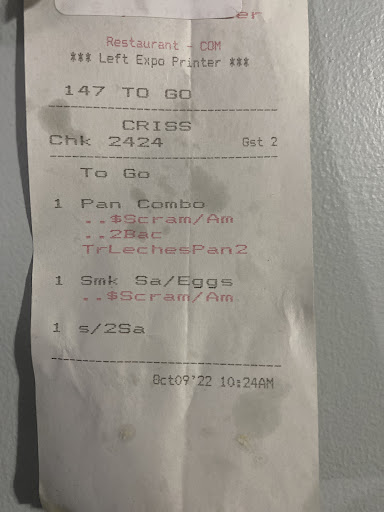 er
Restaurant - COM
*** Left Expo Printer ***
147 TO GO
CRISS
Chk 2424 Gst 2
To Go
1 Pan Combo
..$Scram/Am
..2Bac
TrLechesPan2
1 Smk Sa/Eggs
..$Scram/Am
1 s/2Sa
Oct09'22 10:24AM